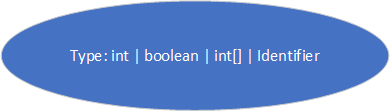 Type: int | boolean | int[] | Identifier